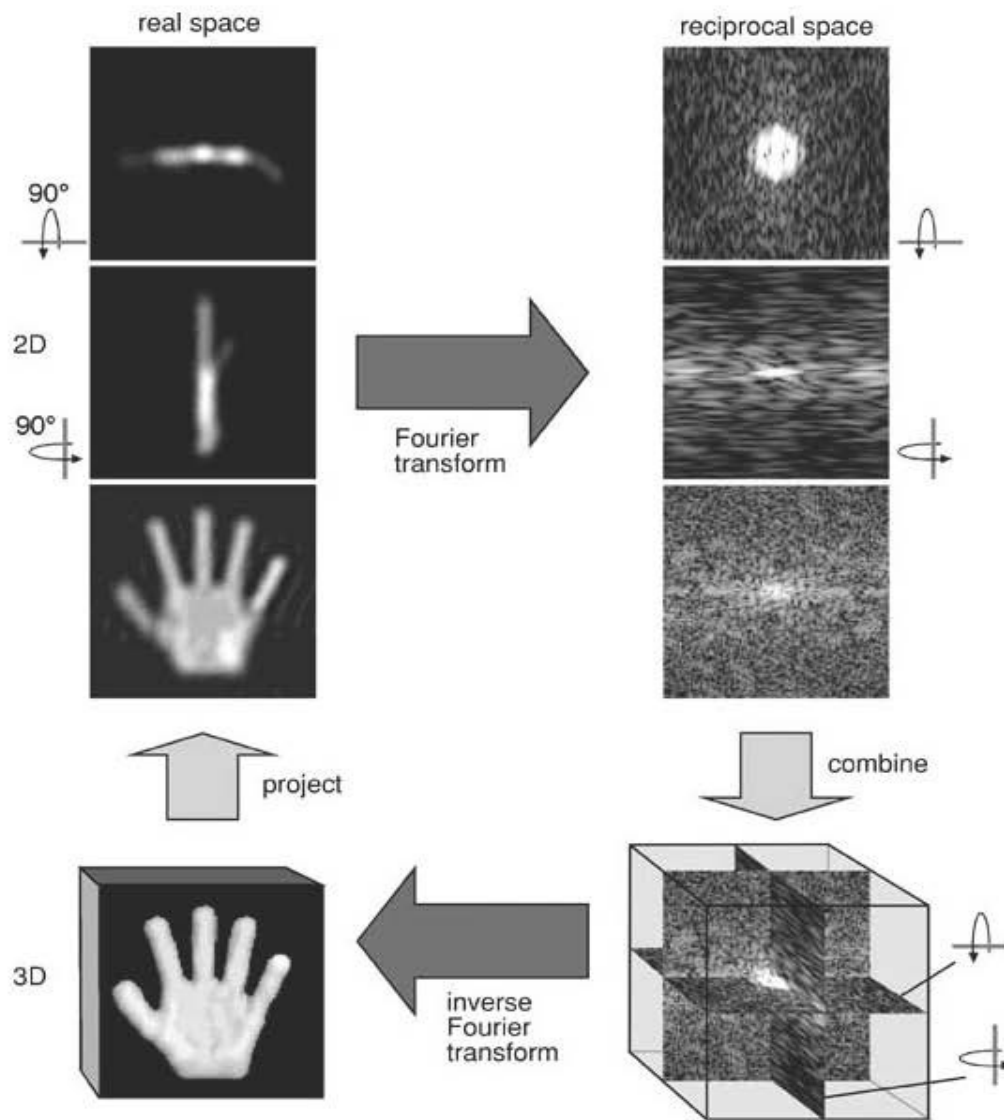 real space
reciprocal space
90°
2D
90°
Fourier
transform
project
combine
3D
inverse
Fourier
transform